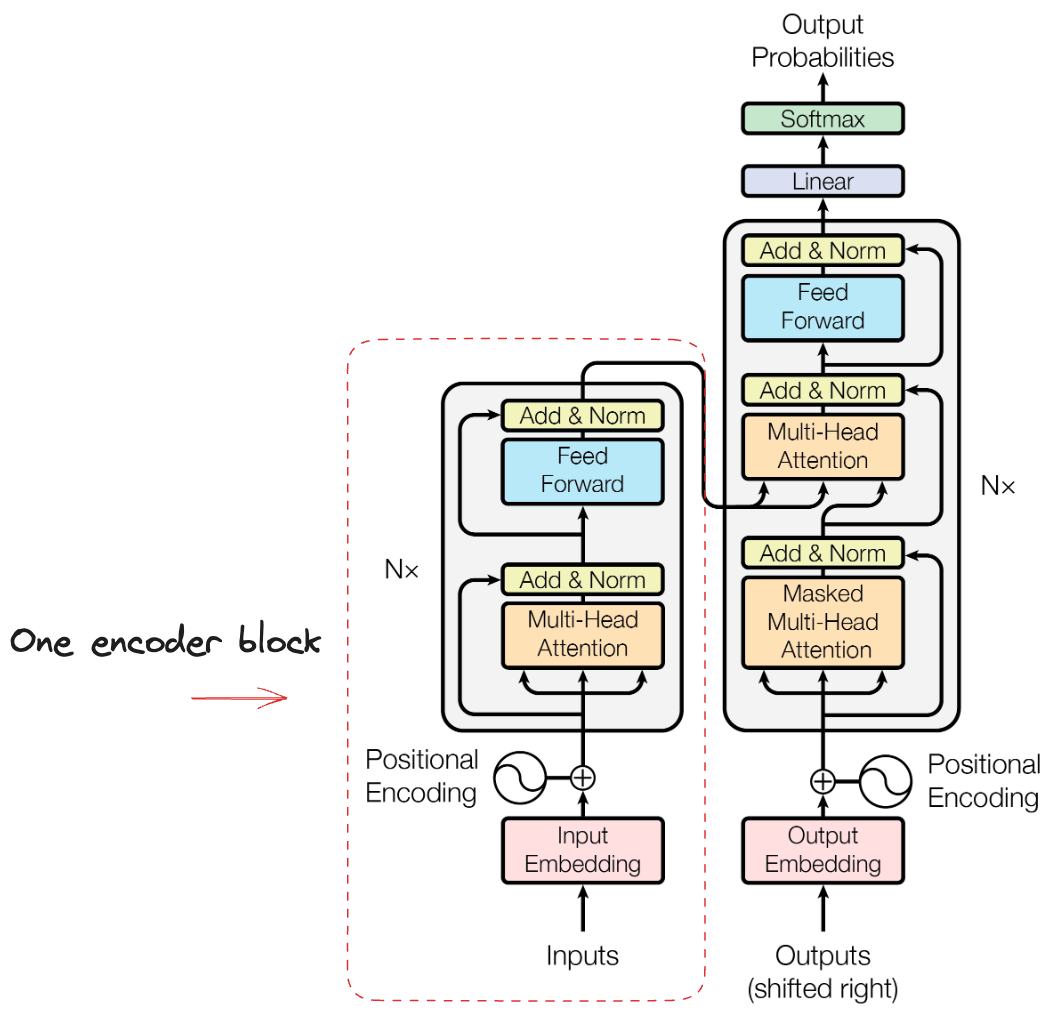 Output
Probabilities
Softmax
Linear
Add & Norm
Feed
Forward
Add & Norm
Multi-Head
Attention
Nx
Add & Norm
Masked
Multi-Head
Attention
Positional
Encoding
Output
Embedding
Outputs
(shifted right)
Add & Norm
Feed
Forward
Nx
Add & Norm
Multi-Head
Attention
One encoder block
Positional
Encoding
Input
Embedding
Inputs